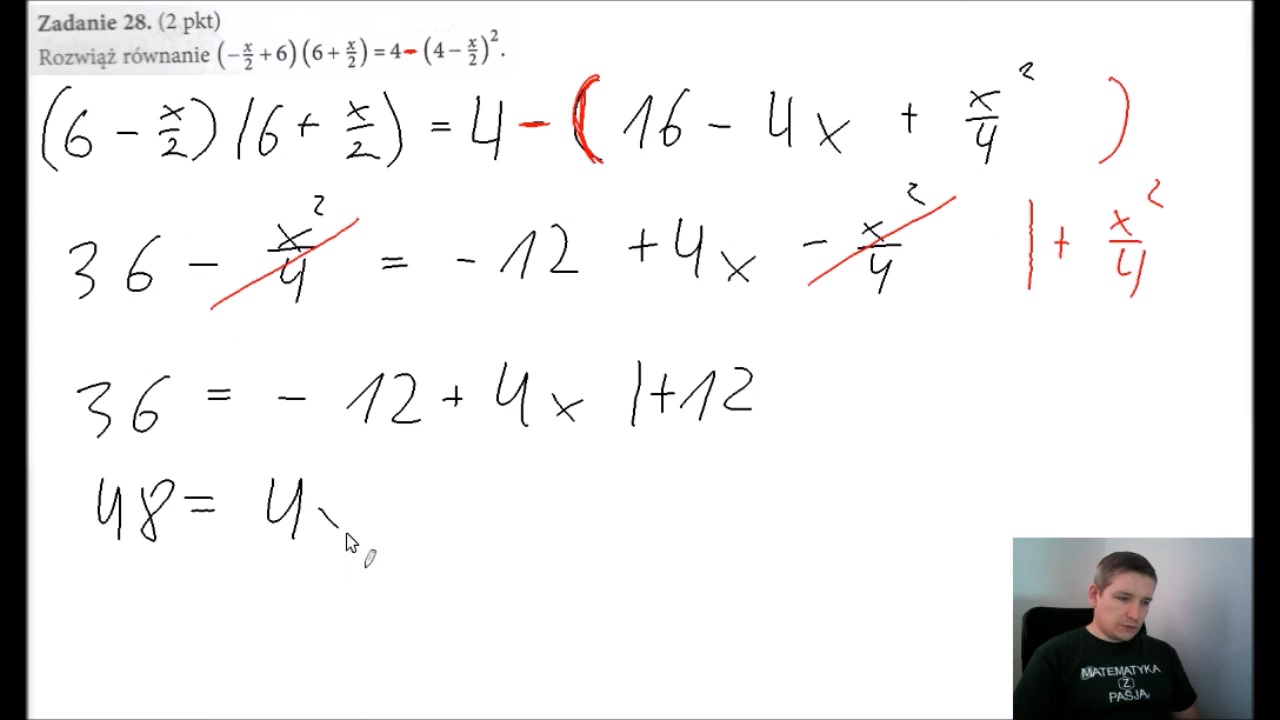 Zadanie 28. (2 pkt)
Rozwiąż równanie (-x/2 + 6)(6 + x/2) = 4 - (4 - x/2)².
(6 - x/2)(6 + x/2) = 4 - (16 - 4x + x²/4)
36 - x²/4 = -12 + 4x - x²/4 | + x²/4
36 = - 12 + 4x |+12
48 = 4x
MATEMATYKA
Z
PASJĄ